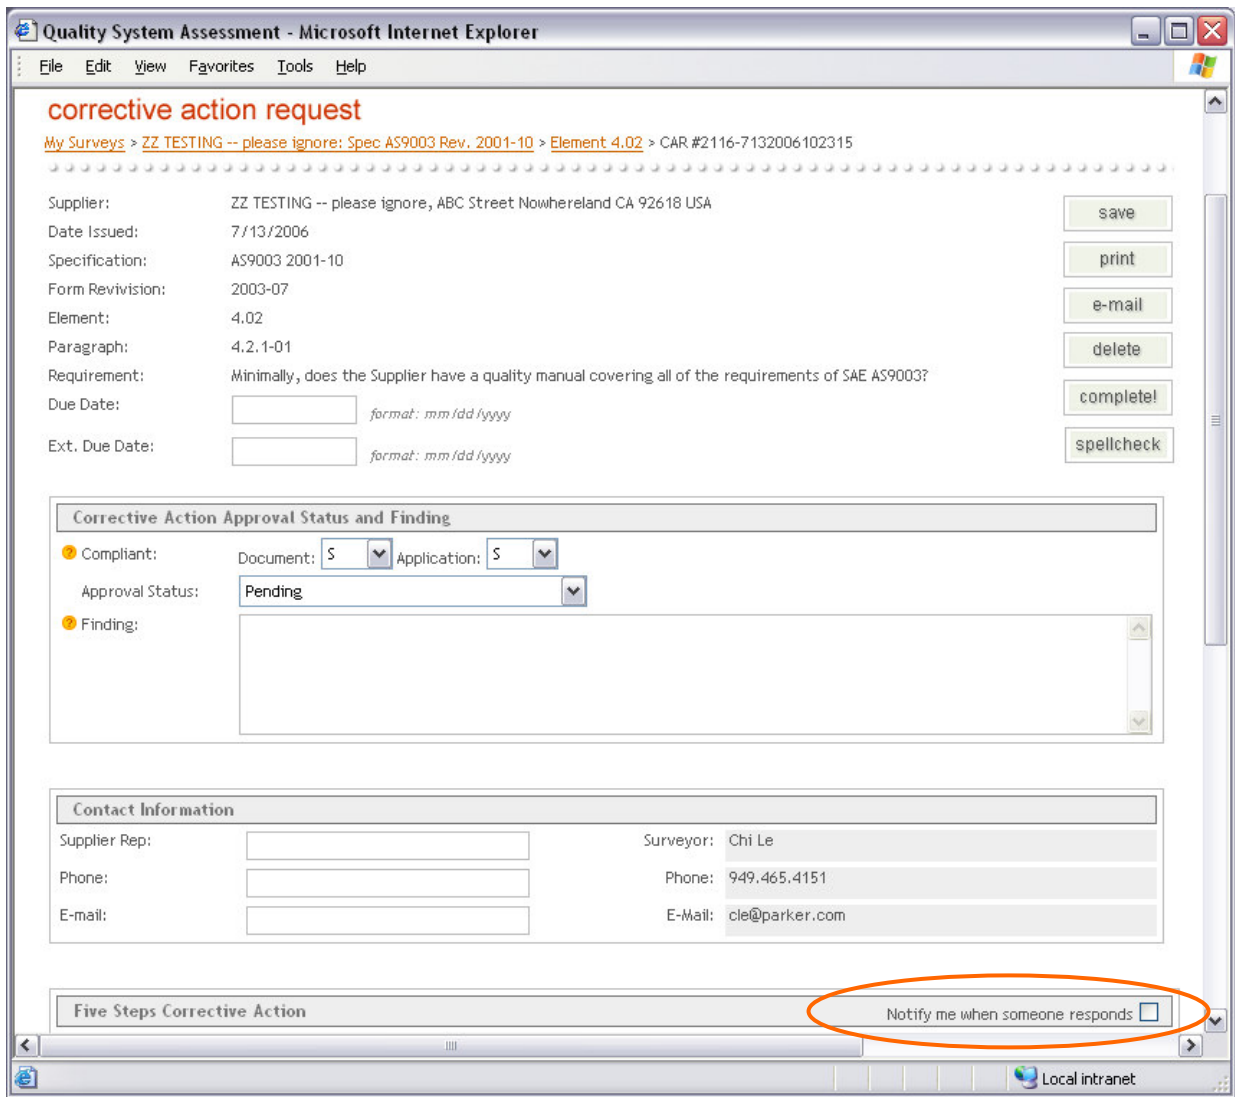 Quality System Assessment - Microsoft Internet Explorer
File Edit View Favorites Tools Help
corrective action request
My Surveys > ZZ TESTING -- please ignore: Spec AS9003 Rev. 2001-10 > Element 4.02 > CAR #2116-7132006102315
Supplier: ZZ TESTING -- please ignore, ABC Street Nowhereland CA 92618 USA
save
Date Issued: 7/13/2006
Specification: AS9003 2001-10
print
Form Revivision: 2003-07
e-mail
Element: 4.02
Paragraph: 4.2.1-01
delete
Requirement: Minimally, does the Supplier have a quality manual covering all of the requirements of SAE AS9003?
complete!
Due Date: format: mm/dd/yyyy
Ext. Due Date: format: mm/dd/yyyy
spellcheck
Corrective Action Approval Status and Finding
? Compliant: Document: S Application: S
Approval Status: Pending
? Finding:
Contact Information
Supplier Rep: Surveyor: Chi Le
Phone: Phone: 949.465.4151
E-mail: E-Mail: cle@parker.com
Five Steps Corrective Action Notify me when someone responds
Local intranet